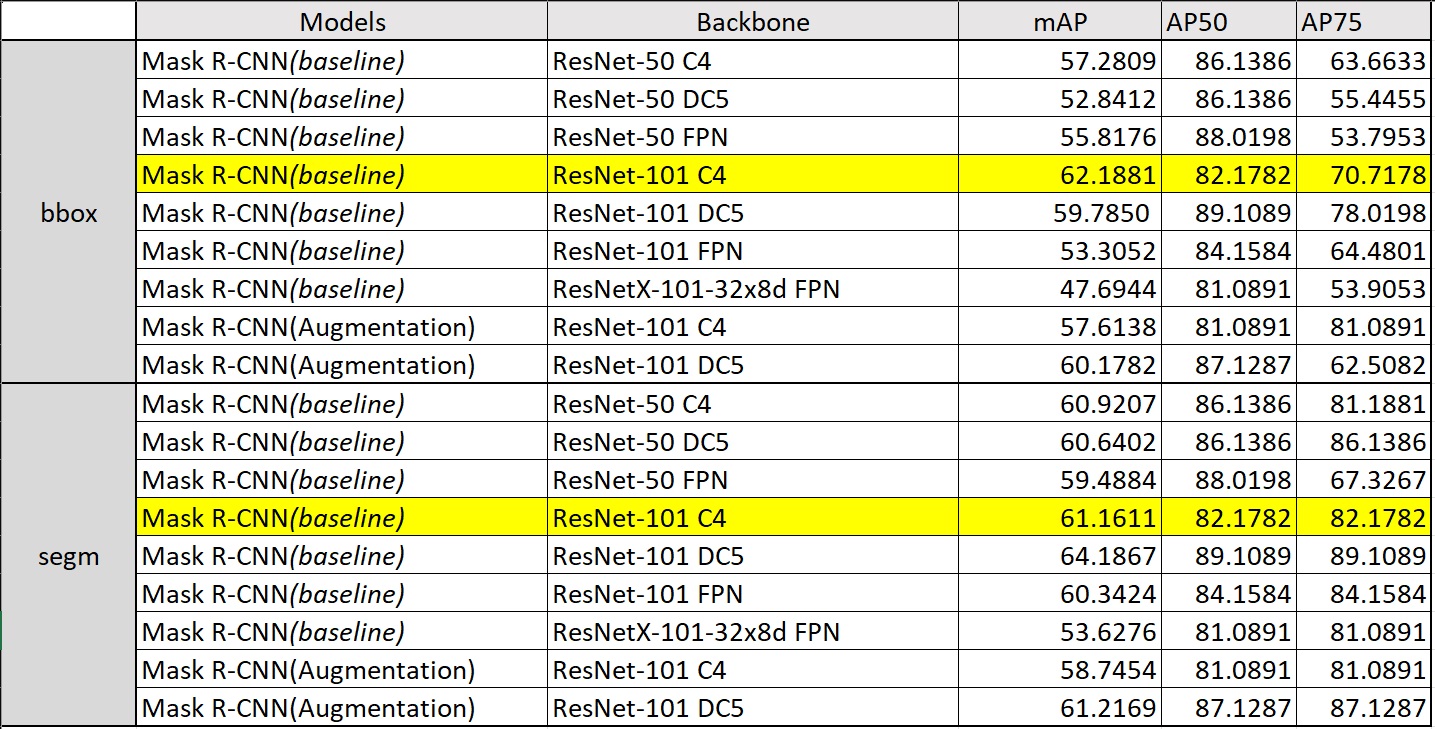 Models Backbone mAP AP50 AP75
Mask R-CNN(baseline) ResNet-50 C4 57.2809 86.1386 63.6633
Mask R-CNN(baseline) ResNet-50 DC5 52.8412 86.1386 55.4455
Mask R-CNN(baseline) ResNet-50 FPN 55.8176 88.0198 53.7953
Mask R-CNN(baseline) ResNet-101 C4 62.1881 82.1782 70.7178
bbox Mask R-CNN(baseline) ResNet-101 DC5 59.7850 89.1089 78.0198
Mask R-CNN(baseline) ResNet-101 FPN 53.3052 84.1584 64.4801
Mask R-CNN(baseline) ResNetX-101-32x8d FPN 47.6944 81.0891 53.9053
Mask R-CNN(Augmentation) ResNet-101 C4 57.6138 81.0891 81.0891
Mask R-CNN(Augmentation) ResNet-101 DC5 60.1782 87.1287 62.5082
Mask R-CNN(baseline) ResNet-50 C4 60.9207 86.1386 81.1881
Mask R-CNN(baseline) ResNet-50 DC5 60.6402 86.1386 86.1386
Mask R-CNN(baseline) ResNet-50 FPN 59.4884 88.0198 67.3267
Mask R-CNN(baseline) ResNet-101 C4 61.1611 82.1782 82.1782
segm Mask R-CNN(baseline) ResNet-101 DC5 64.1867 89.1089 89.1089
Mask R-CNN(baseline) ResNet-101 FPN 60.3424 84.1584 84.1584
Mask R-CNN(baseline) ResNetX-101-32x8d FPN 53.6276 81.0891 81.0891
Mask R-CNN(Augmentation) ResNet-101 C4 58.7454 81.0891 81.0891
Mask R-CNN(Augmentation) ResNet-101 DC5 61.2169 87.1287 87.1287